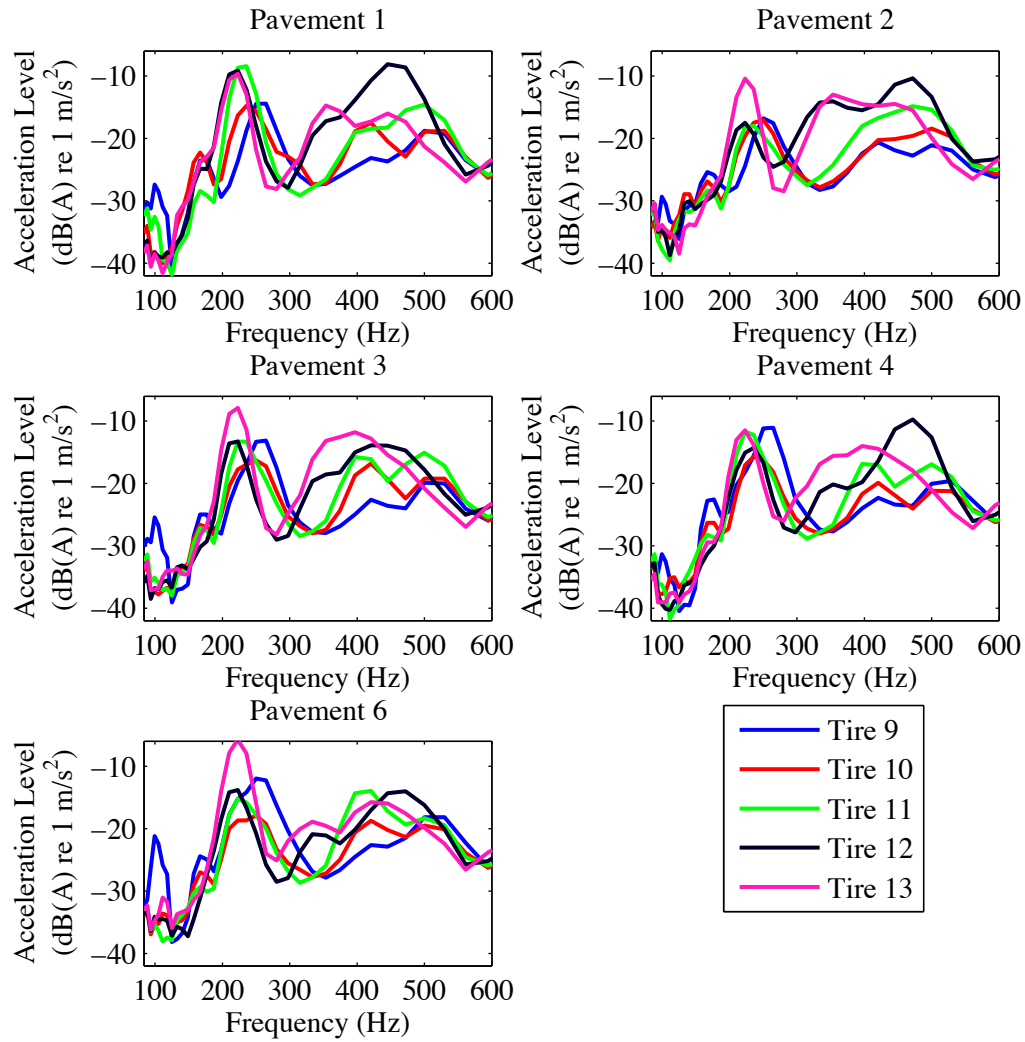 Pavement 1
Acceleration Level
(dB(A) re 1 m/s²)
−10
−20
−30
−40
100 200 300 400 500 600
Frequency (Hz)
Pavement 2
Acceleration Level
(dB(A) re 1 m/s²)
−10
−20
−30
−40
100 200 300 400 500 600
Frequency (Hz)
Pavement 3
Acceleration Level
(dB(A) re 1 m/s²)
−10
−20
−30
−40
100 200 300 400 500 600
Frequency (Hz)
Pavement 4
Acceleration Level
(dB(A) re 1 m/s²)
−10
−20
−30
−40
100 200 300 400 500 600
Frequency (Hz)
Pavement 6
Acceleration Level
(dB(A) re 1 m/s²)
−10
−20
−30
−40
100 200 300 400 500 600
Frequency (Hz)
Tire 9
Tire 10
Tire 11
Tire 12
Tire 13